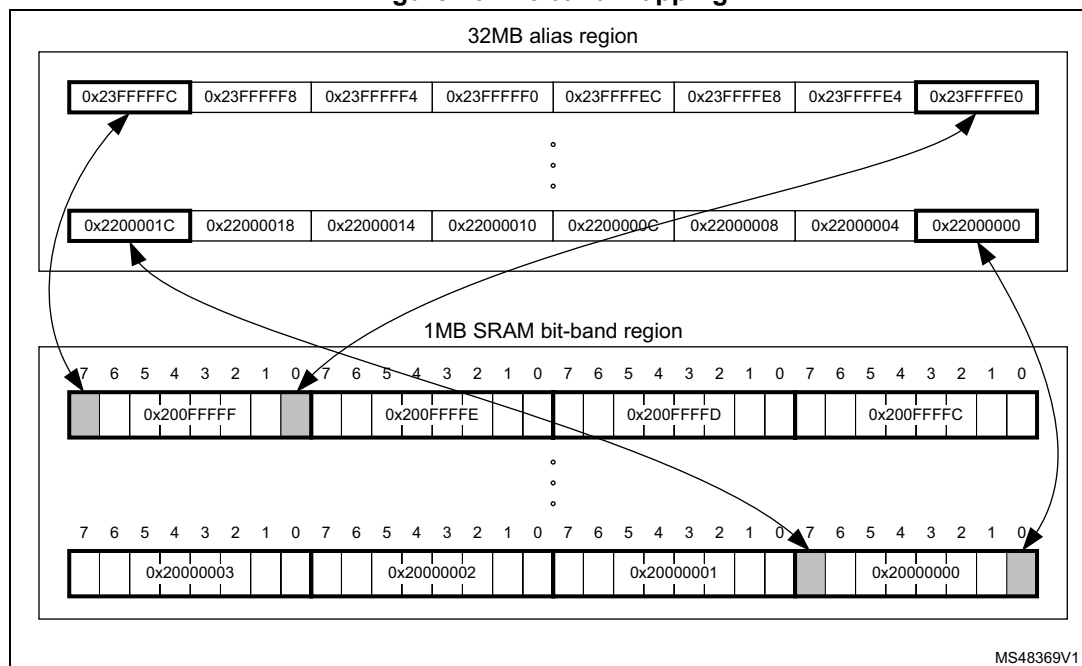 32MB alias region
0x23FFFFFC 0x23FFFFF8 0x23FFFFF4 0x23FFFFF0 0x23FFFFEC 0x23FFFFE8 0x23FFFFE4 0x23FFFFE0
0x2200001C 0x22000018 0x22000014 0x22000010 0x2200000C 0x22000008 0x22000004 0x22000000
1MB SRAM bit-band region
7 6 5 4 3 2 1 0 7 6 5 4 3 2 1 0 7 6 5 4 3 2 1 0 7 6 5 4 3 2 1 0
0x200FFFFF 0x200FFFFE 0x200FFFFD 0x200FFFFC
7 6 5 4 3 2 1 0 7 6 5 4 3 2 1 0 7 6 5 4 3 2 1 0 7 6 5 4 3 2 1 0
0x20000003 0x20000002 0x20000001 0x20000000
MS48369V1